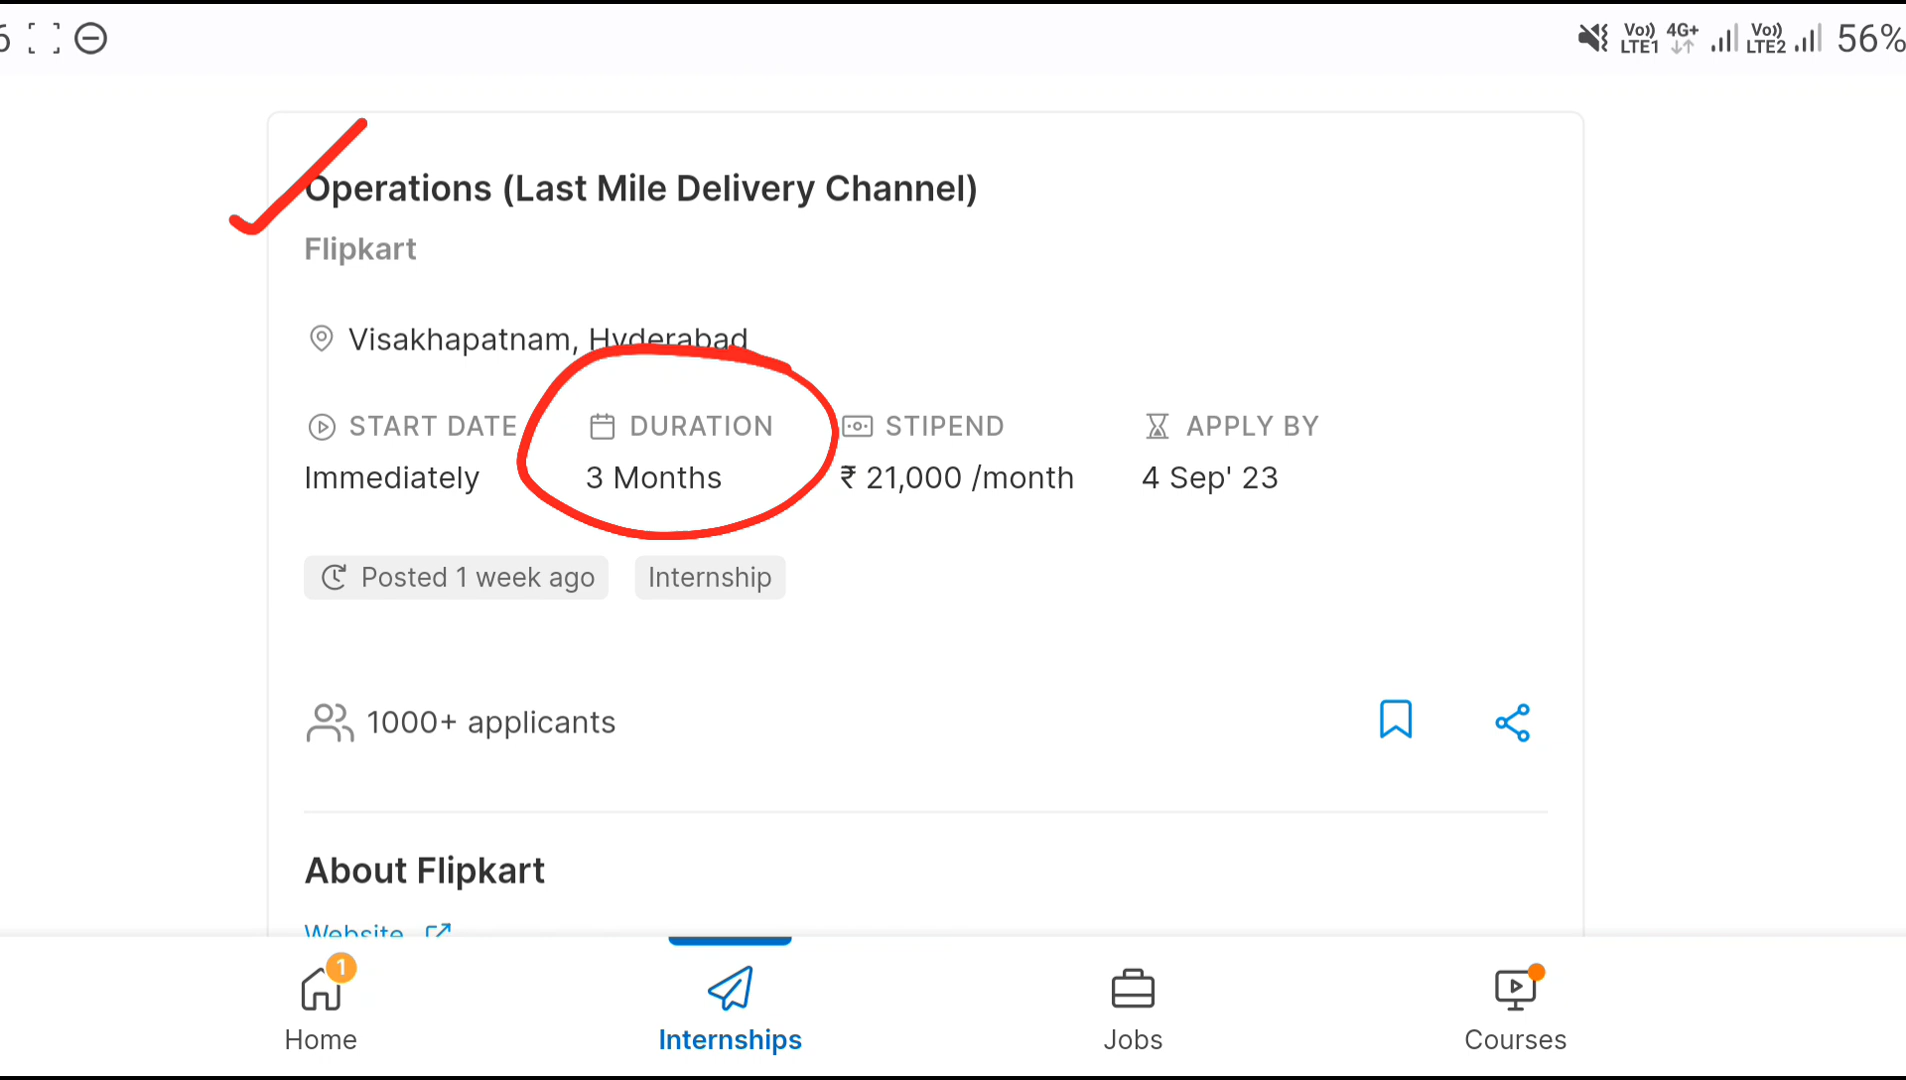 6 56%
Vo)) LTE1 4G+ Vo)) LTE2
Operations (Last Mile Delivery Channel)
Flipkart
Visakhapatnam, Hyderabad
START DATE DURATION STIPEND APPLY BY
Immediately 3 Months ₹ 21,000 /month 4 Sep' 23
Posted 1 week ago Internship
1000+ applicants
About Flipkart
Website
1
Home Internships Jobs Courses